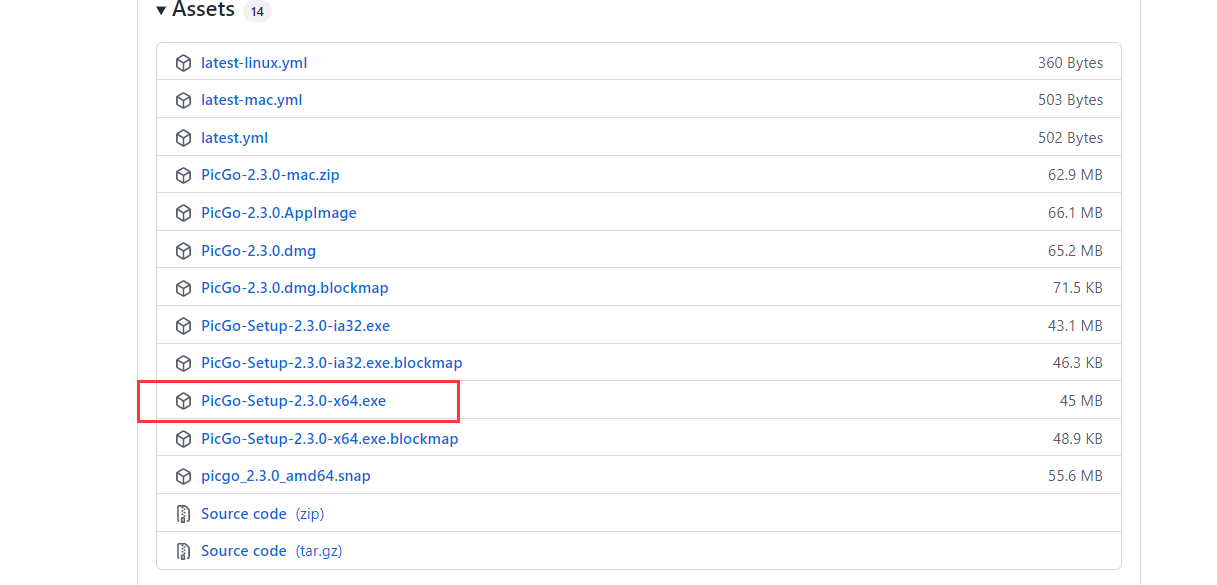 Assets 14
latest-linux.yml 360 Bytes
latest-mac.yml 503 Bytes
latest.yml 502 Bytes
PicGo-2.3.0-mac.zip 62.9 MB
PicGo-2.3.0.AppImage 66.1 MB
PicGo-2.3.0.dmg 65.2 MB
PicGo-2.3.0.dmg.blockmap 71.5 KB
PicGo-Setup-2.3.0-ia32.exe 43.1 MB
PicGo-Setup-2.3.0-ia32.exe.blockmap 46.3 KB
PicGo-Setup-2.3.0-x64.exe 45 MB
PicGo-Setup-2.3.0-x64.exe.blockmap 48.9 KB
picgo_2.3.0_amd64.snap 55.6 MB
Source code (zip)
Source code (tar.gz)